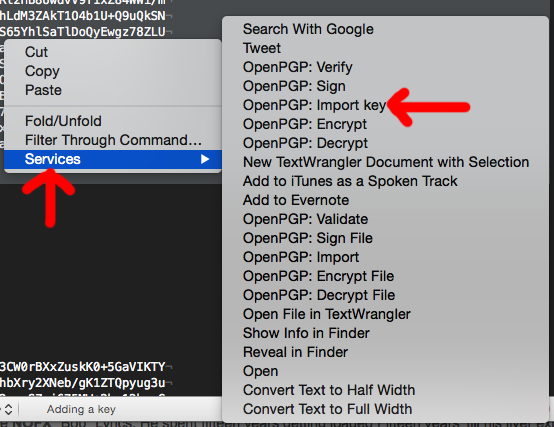 hLdM3ZAkT1O4b1U+Q9uQkSN¬
S65YhlSaTlDoQyEwgz78ZLU
Cut
Copy
Paste
Fold/Unfold
Filter Through Command…
Services
Search With Google
Tweet
OpenPGP: Verify
OpenPGP: Sign
OpenPGP: Import key
OpenPGP: Encrypt
OpenPGP: Decrypt
New TextWrangler Document with Selection
Add to iTunes as a Spoken Track
Add to Evernote
OpenPGP: Validate
OpenPGP: Sign File
OpenPGP: Import
OpenPGP: Encrypt File
OpenPGP: Decrypt File
Open File in TextWrangler
Show Info in Finder
Reveal in Finder
Open
Convert Text to Half Width
Convert Text to Full Width
3CW0rBXxZuskK0+5GaVIKTY¬
hbXry2XNeb/gK1ZTQpyug3u¬
Adding a key